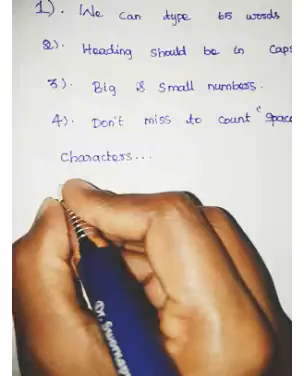 1). We can type 65 words
2). Heading should be in caps
3). Big & Small numbers.
4). Don't miss to count "space
characters...
Dr.